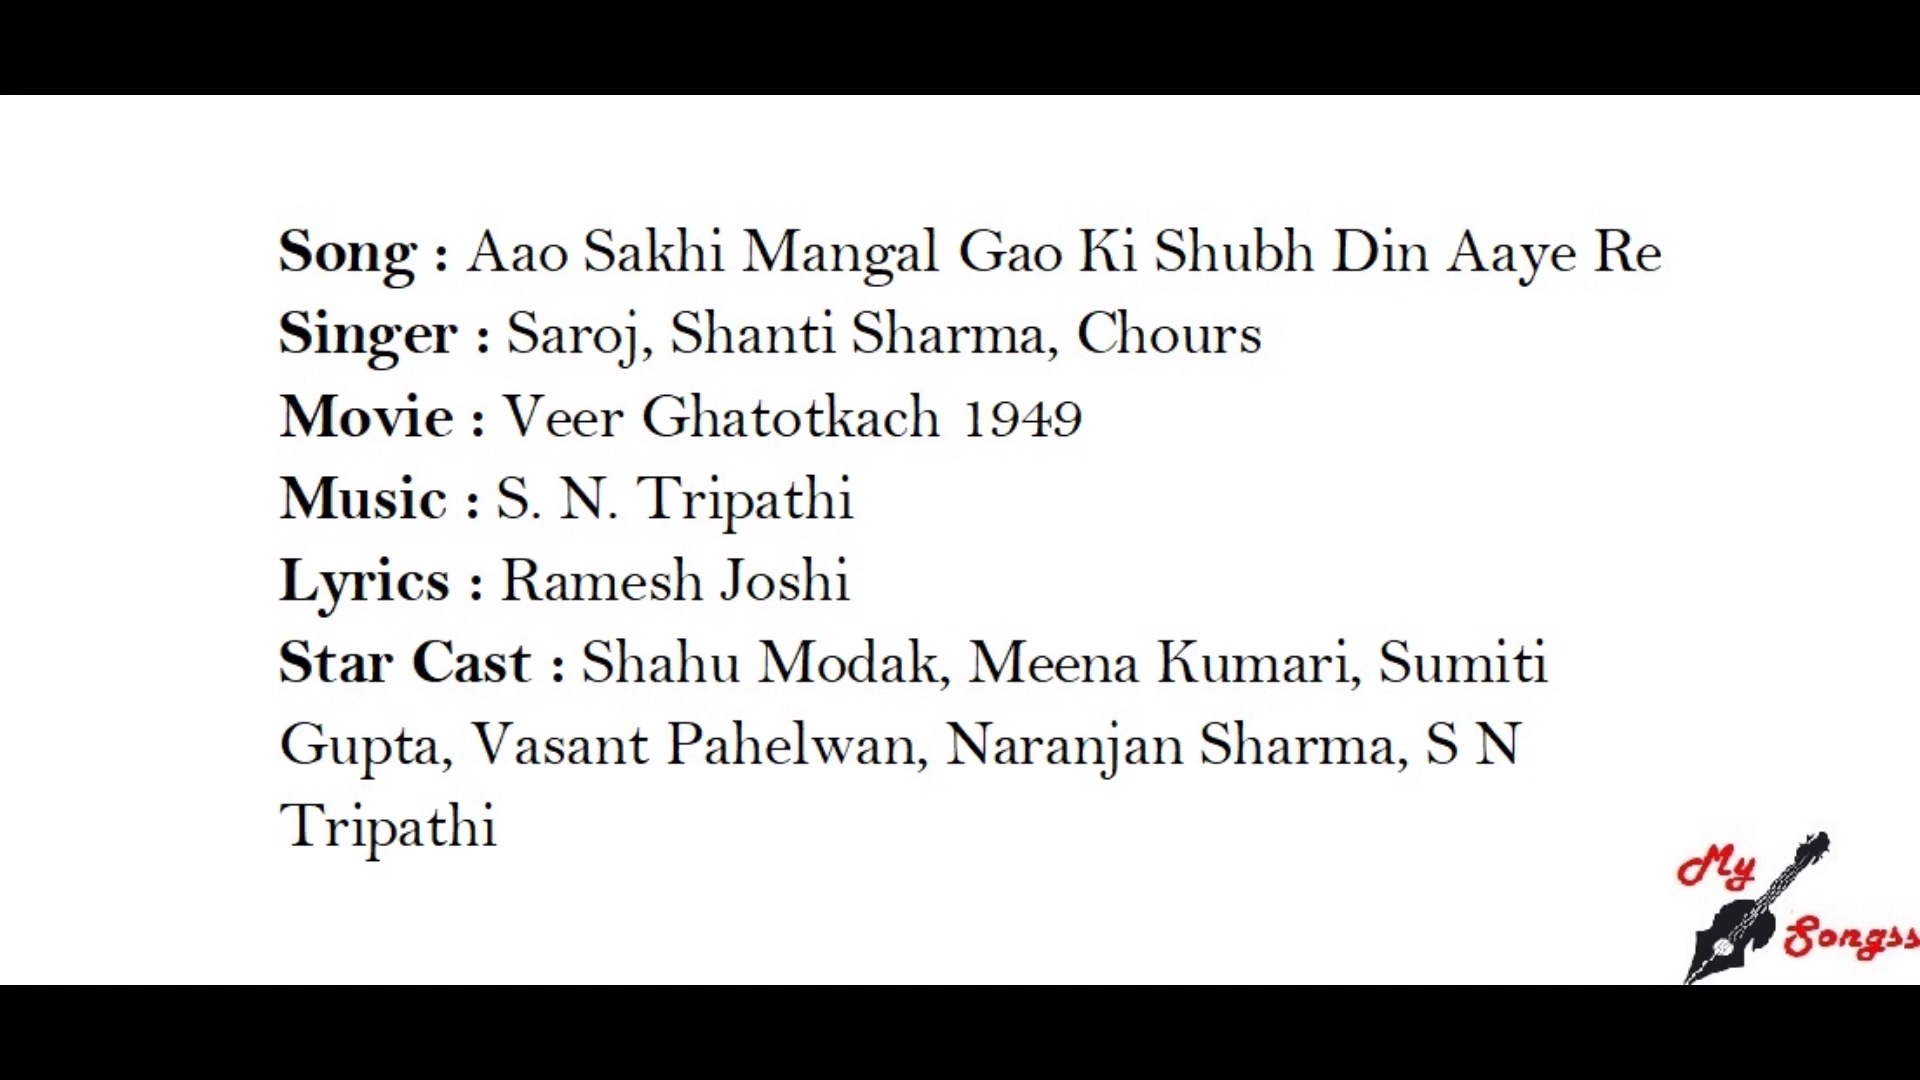 Song : Aao Sakhi Mangal Gao Ki Shubh Din Aaye Re
Singer : Saroj, Shanti Sharma, Chours
Movie : Veer Ghatotkach 1949
Music : S. N. Tripathi
Lyrics : Ramesh Joshi
Star Cast : Shahu Modak, Meena Kumari, Sumiti
Gupta, Vasant Pahelwan, Naranjan Sharma, S N
Tripathi
My
Songss